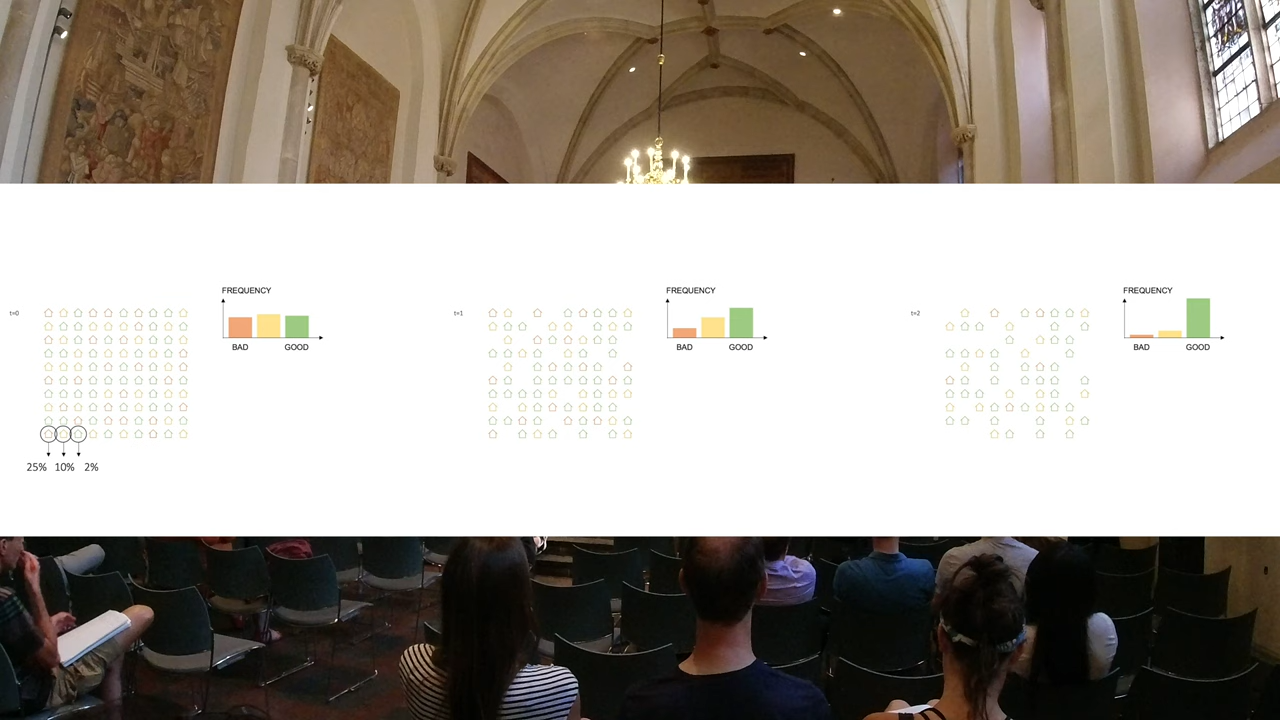 t=0
FREQUENCY
BAD GOOD
25% 10% 2%
t=1
FREQUENCY
BAD GOOD
t=2
FREQUENCY
BAD GOOD